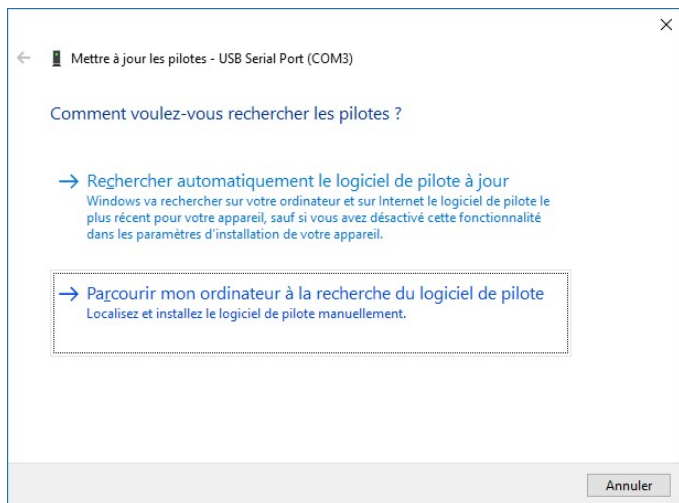 Mettre à jour les pilotes - USB Serial Port (COM3)
Comment voulez-vous rechercher les pilotes ?
→ Rechercher automatiquement le logiciel de pilote à jour
Windows va rechercher sur votre ordinateur et sur Internet le logiciel de pilote le
plus récent pour votre appareil, sauf si vous avez désactivé cette fonctionnalité
dans les paramètres d'installation de votre appareil.
→ Parcourir mon ordinateur à la recherche du logiciel de pilote
Localisez et installez le logiciel de pilote manuellement.
Annuler